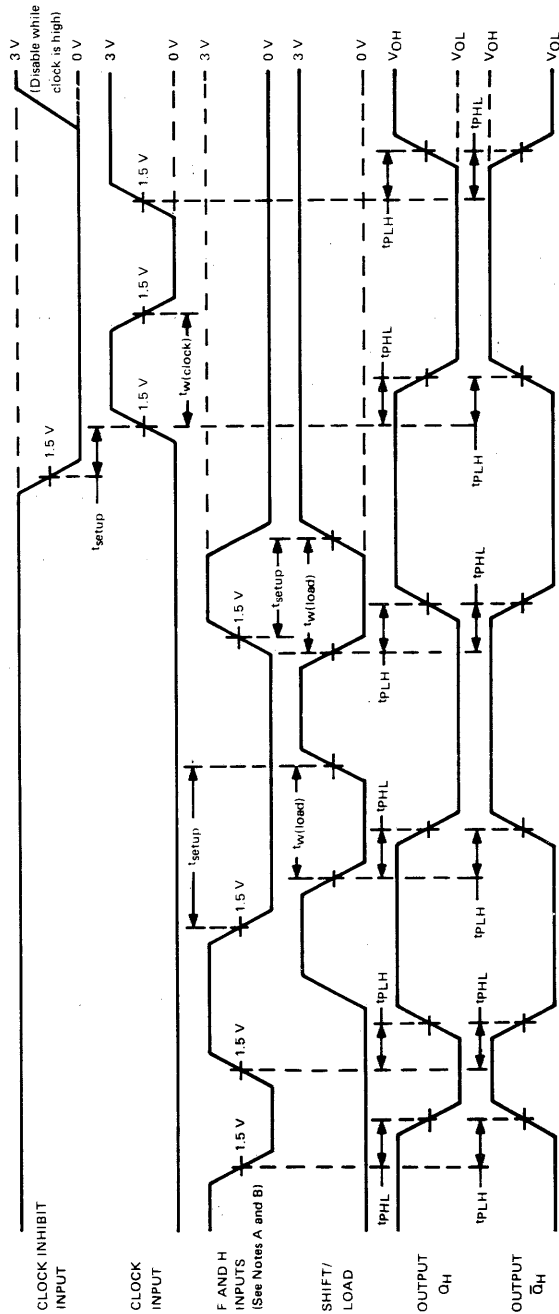 CLOCK INHIBIT
INPUT
1.5 V
tsetup
3 V
(Disable while
clock is high)
0 V
CLOCK
INPUT
1.5 V
1.5 V
1.5 V
tw(clock)
3 V
0 V
F AND H
INPUTS
(See Notes A and B)
1.5 V
1.5 V
1.5 V
tsetup
1.5 V
tsetup
3 V
0 V
SHIFT/
LOAD
tw(load)
tw(load)
3 V
0 V
OUTPUT
QH
tPHL
tPLH
tPHL
tPLH
tPHL
tPLH
VOH
VOL
OUTPUT
Q̄H
tPLH
tPHL
tPLH
tPHL
tPLH
tPHL
VOH
VOL